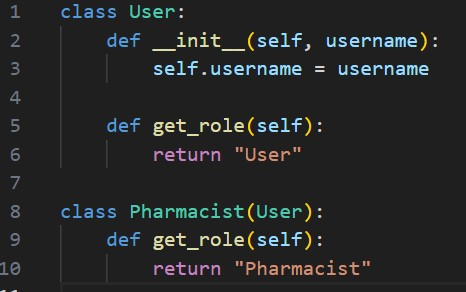 1 class User:
2     def __init__(self, username):
3         self.username = username
4
5     def get_role(self):
6         return "User"
7
8 class Pharmacist(User):
9     def get_role(self):
10         return "Pharmacist"